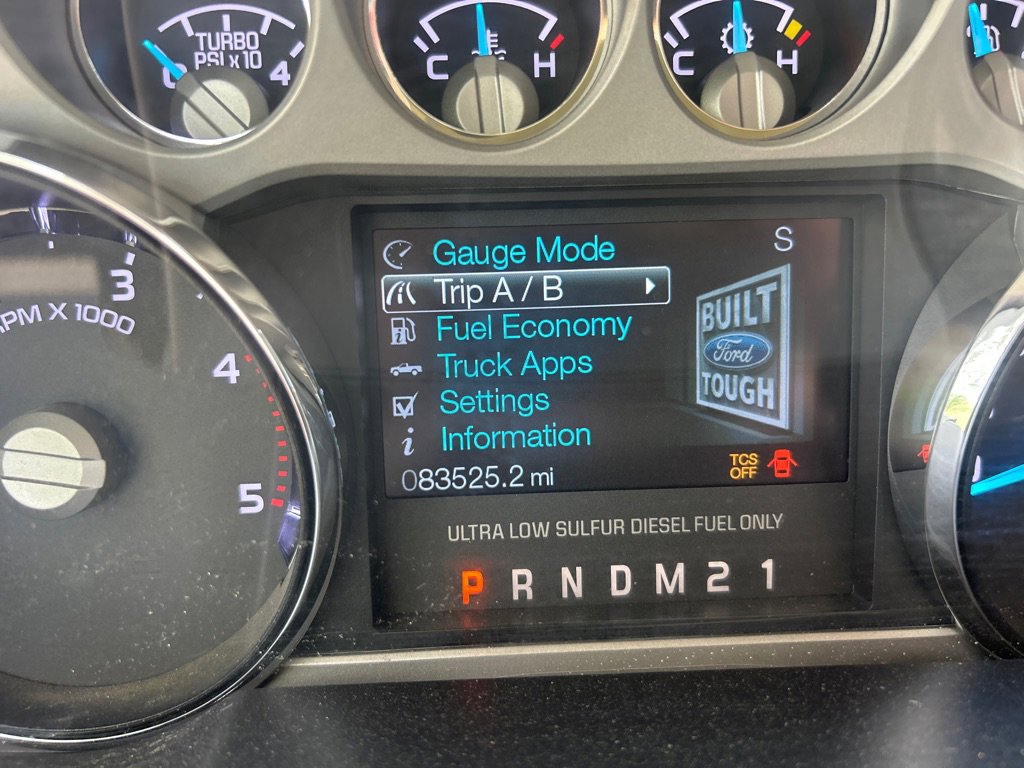 TURBO
PSI x 10
0 4
C H
C H
3
RPM X 1000
4
5
S
Gauge Mode
Trip A / B
Fuel Economy
Truck Apps
Settings
Information
083525.2 mi
BUILT
Ford
TOUGH
TCS
OFF
ULTRA LOW SULFUR DIESEL FUEL ONLY
P R N D M 2 1